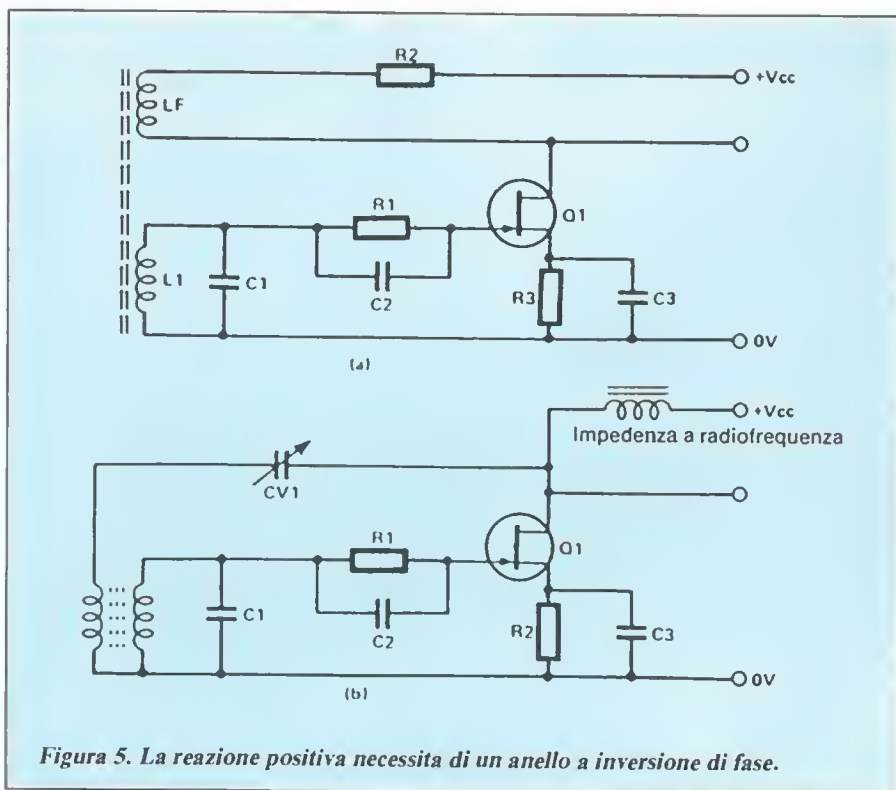 R2
+Vcc
LF
R1
Q1
L1
C1
C2
R3
C3
0V
(a)
+Vcc
Impedenza a radiofrequenza
CV1
R1
Q1
C1
C2
R2
C3
0V
(b)
Figura 5. La reazione positiva necessita di un anello a inversione di fase.